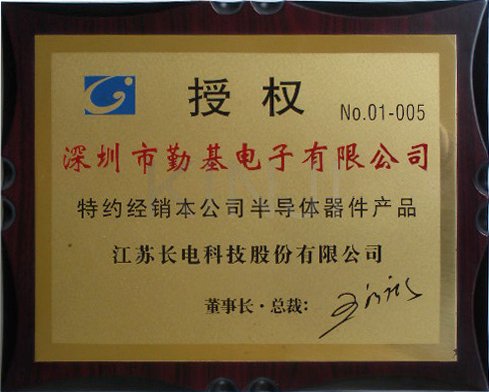 授权
No.01-005
深圳市勤基电子有限公司
特约经销本公司半导体器件产品
江苏长电科技股份有限公司
董事长·总裁: